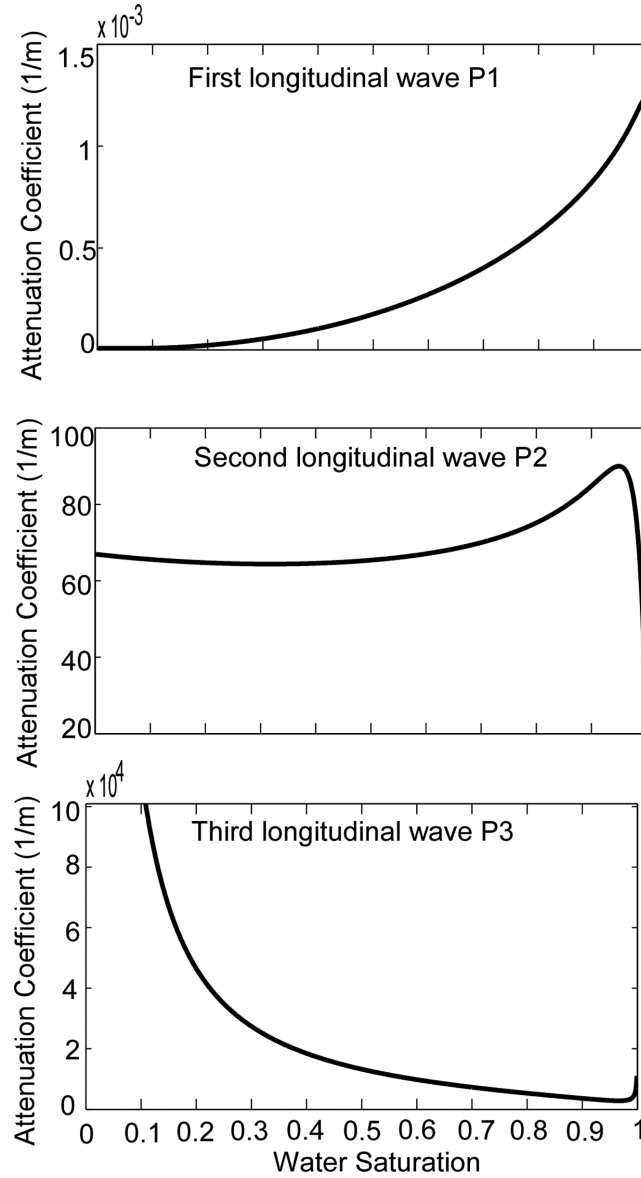 x 10-3
1.5
First longitudinal wave P1
1
0.5
0
Attenuation Coefficient (1/m)
100
Second longitudinal wave P2
80
60
40
20
Attenuation Coefficient (1/m)
x 104
10
Third longitudinal wave P3
8
6
4
2
0
Attenuation Coefficient (1/m)
0 0.1 0.2 0.3 0.4 0.5 0.6 0.7 0.8 0.9 1
Water Saturation